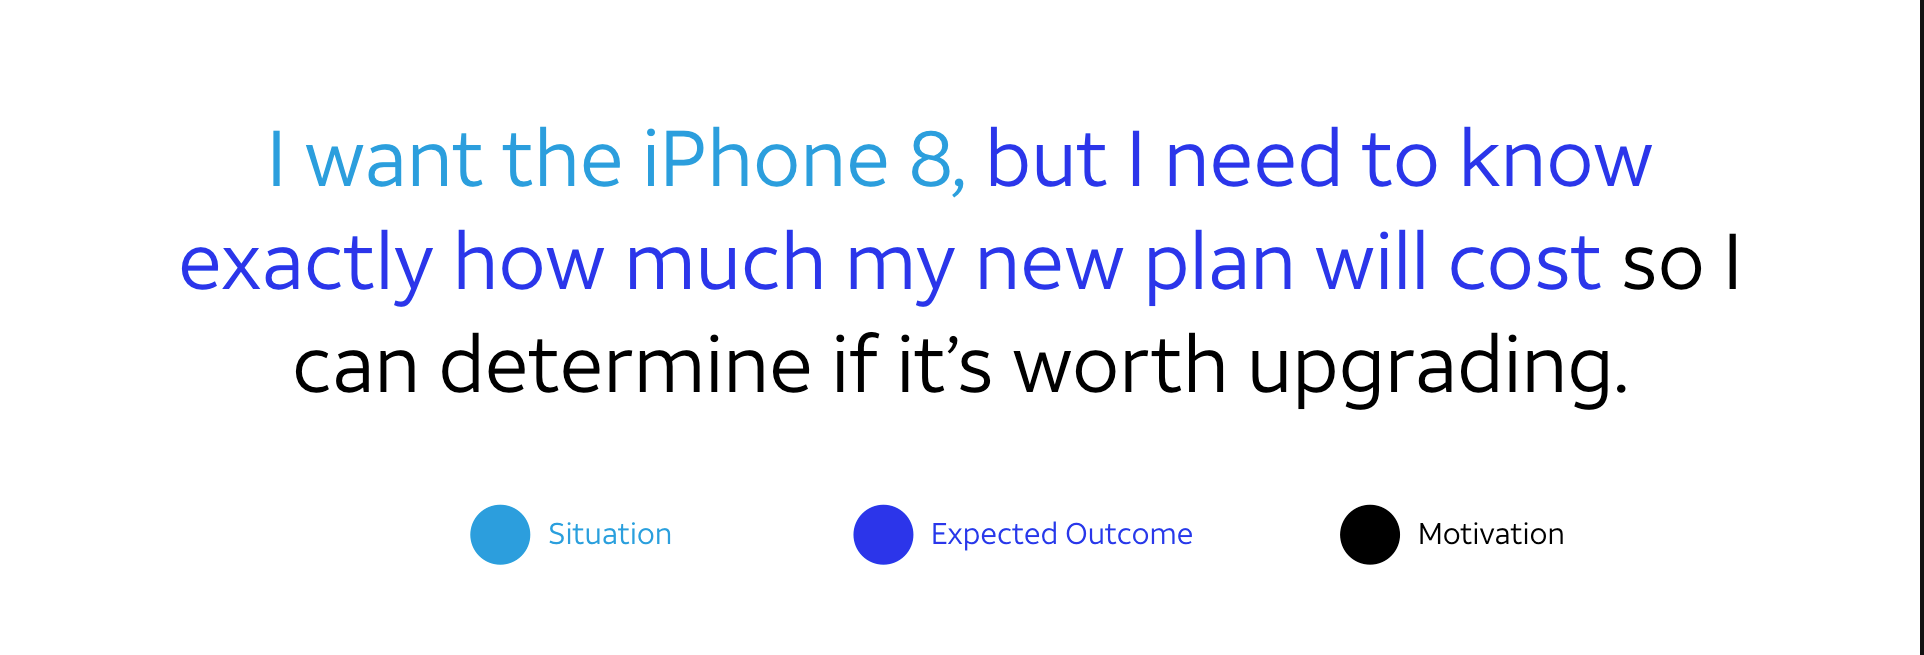 I want the iPhone 8, but I need to know
exactly how much my new plan will cost so I
can determine if it’s worth upgrading.
Situation
Expected Outcome
Motivation